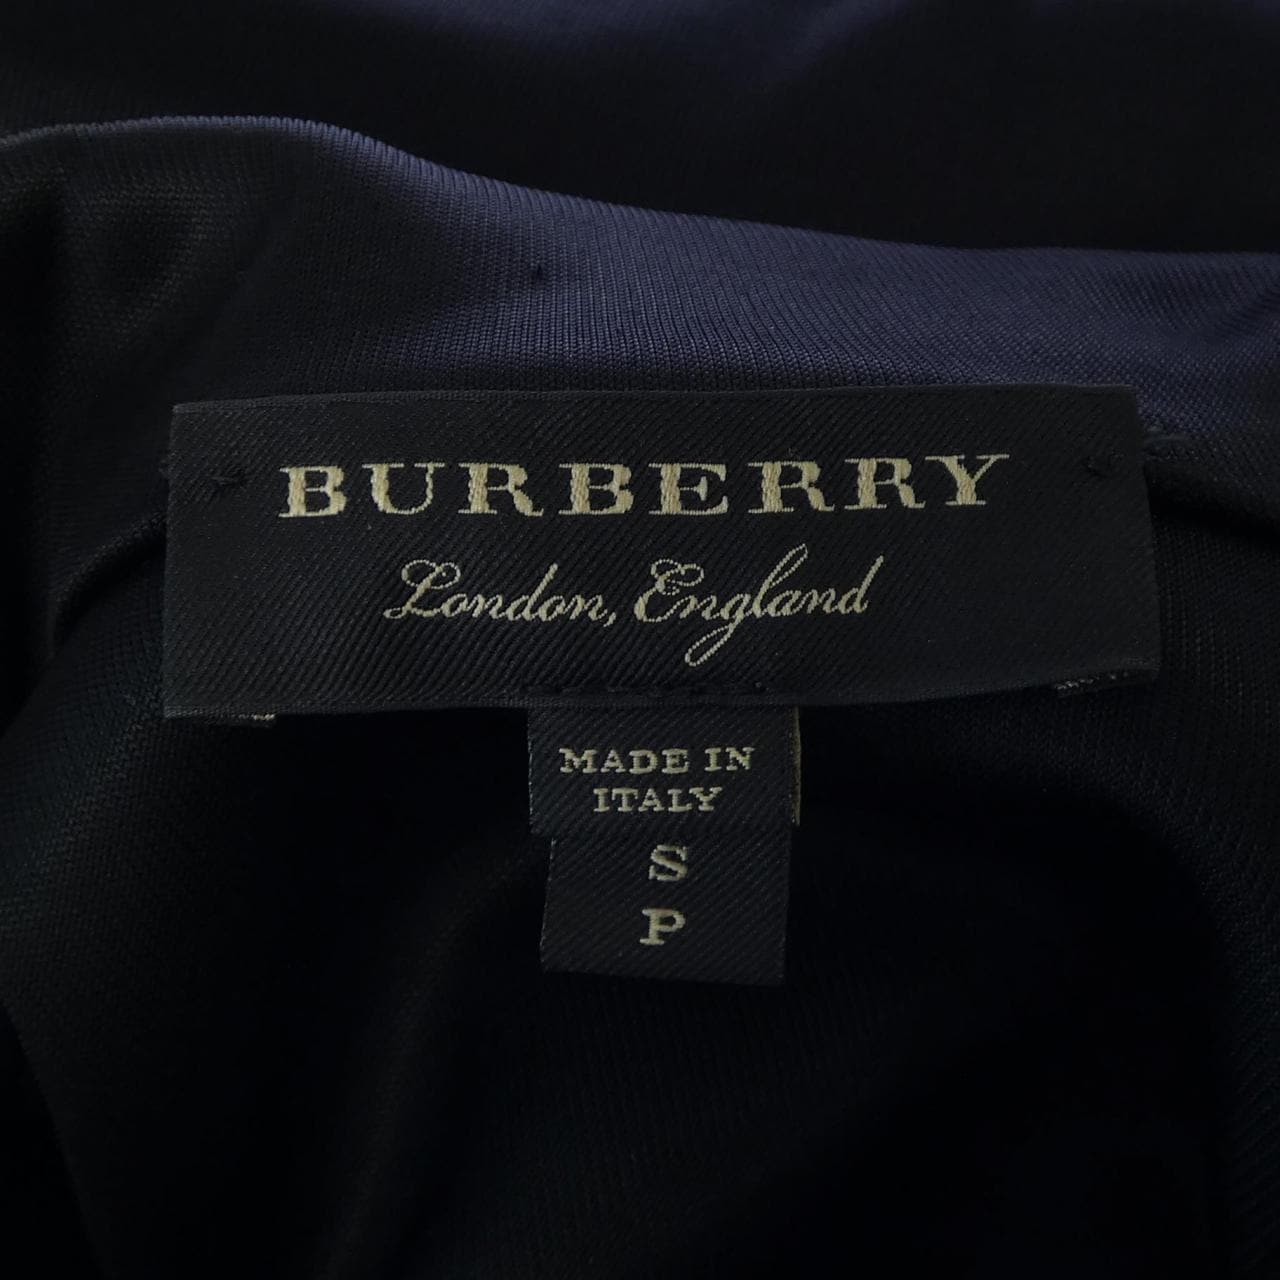 BURBERRY
London, England
MADE IN
ITALY
S
P